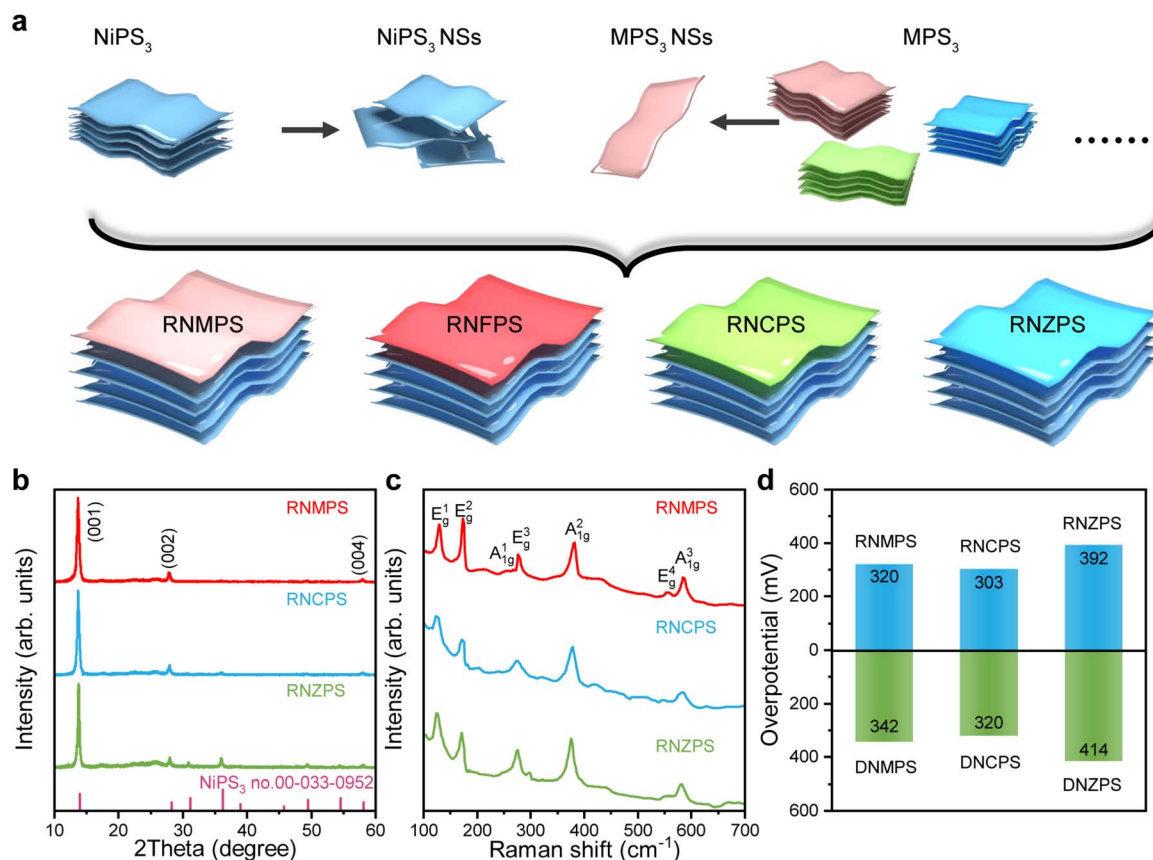 a
NiPS₃ NiPS₃ NSs MPS₃ NSs MPS₃
......
RNMPS RNFPS RNCPS RNZPS
b
Intensity (arb. units)
(001)
(002)
(004)
RNMPS
RNCPS
RNZPS
NiPS₃ no.00-033-0952
10 20 30 40 50 60
2Theta (degree)
c
Intensity (arb. units)
E¹g E²g A¹1g E³g A²1g E⁴g A³1g
RNMPS
RNCPS
RNZPS
100 200 300 400 500 600 700
Raman shift (cm⁻¹)
d
Overpotential (mV)
600
400
200
0
200
400
600
RNMPS RNCPS RNZPS
320 303 392
342 320 414
DNMPS DNCPS DNZPS